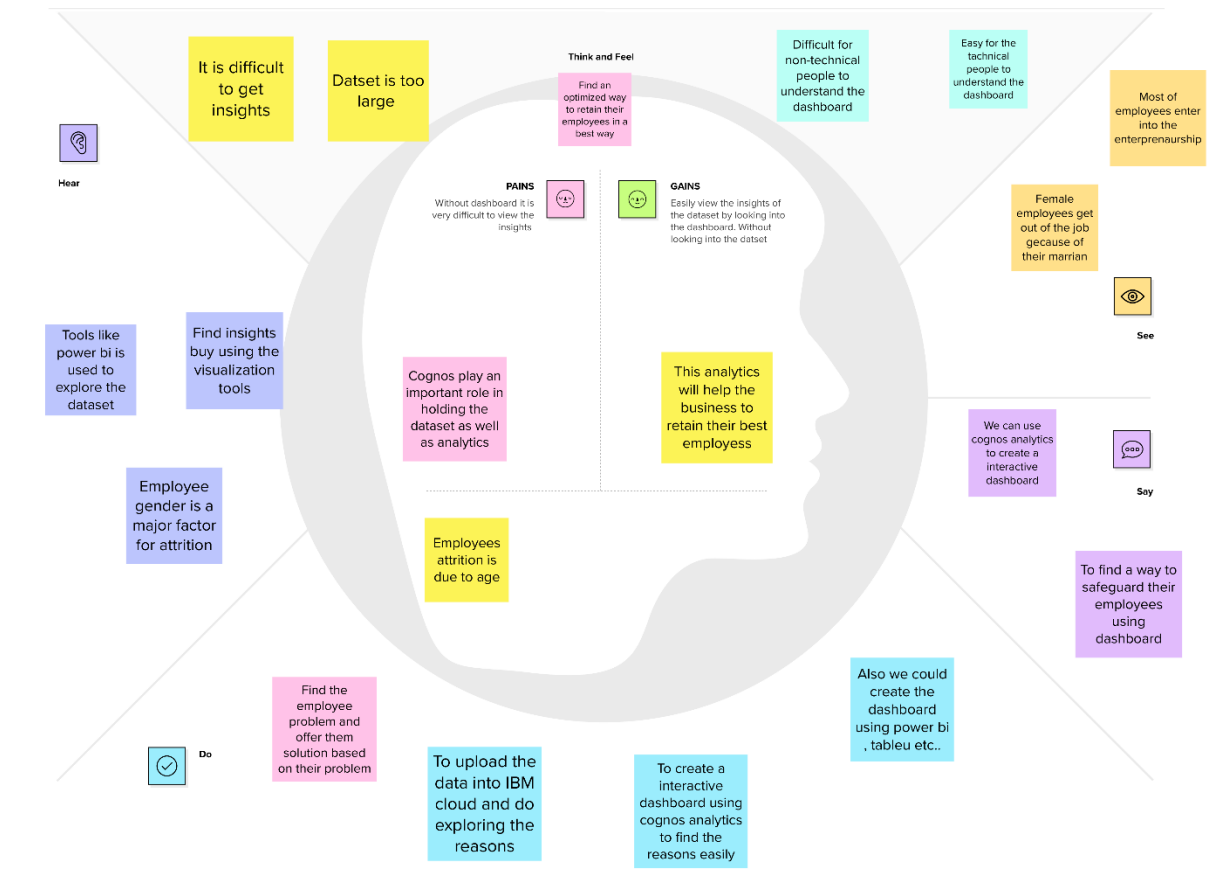 It is difficult
to get
insights
Datset is too
large
Think and Feel
Find an
optimized way
to retain their
employees in a
best way
Difficult for
non-technical
people to
understand the
dashboard
Easy for the
tachnical
people to
understand the
dashboard
Most of
employees enter
into the
enterprenaurship
Hear
PAINS
Without dashboard it is
very difficult to view the
insights
GAINS
Easily view the insights of
the dataset by looking into
the dashboard. Without
looking into the datset
Female
employees get
out of the job
gecause of
their marrian
See
Tools like
power bi is
used to
explore the
dataset
Find insights
buy using the
visualization
tools
Cognos play an
important role in
holding the
dataset as well
as analytics
This analytics
will help the
business to
retain their best
employess
We can use
cognos analytics
to create a
interactive
dashboard
Say
Employee
gender is a
major factor
for attrition
Employees
attrition is
due to age
To find a way to
safeguard their
employees
using
dashboard
Find the
employee
problem and
offer them
solution based
on their problem
Do
To upload the
data into IBM
cloud and do
exploring the
reasons
To create a
interactive
dashboard using
cognos analytics
to find the
reasons easily
Also we could
create the
dashboard
using power bi
, tableu etc..